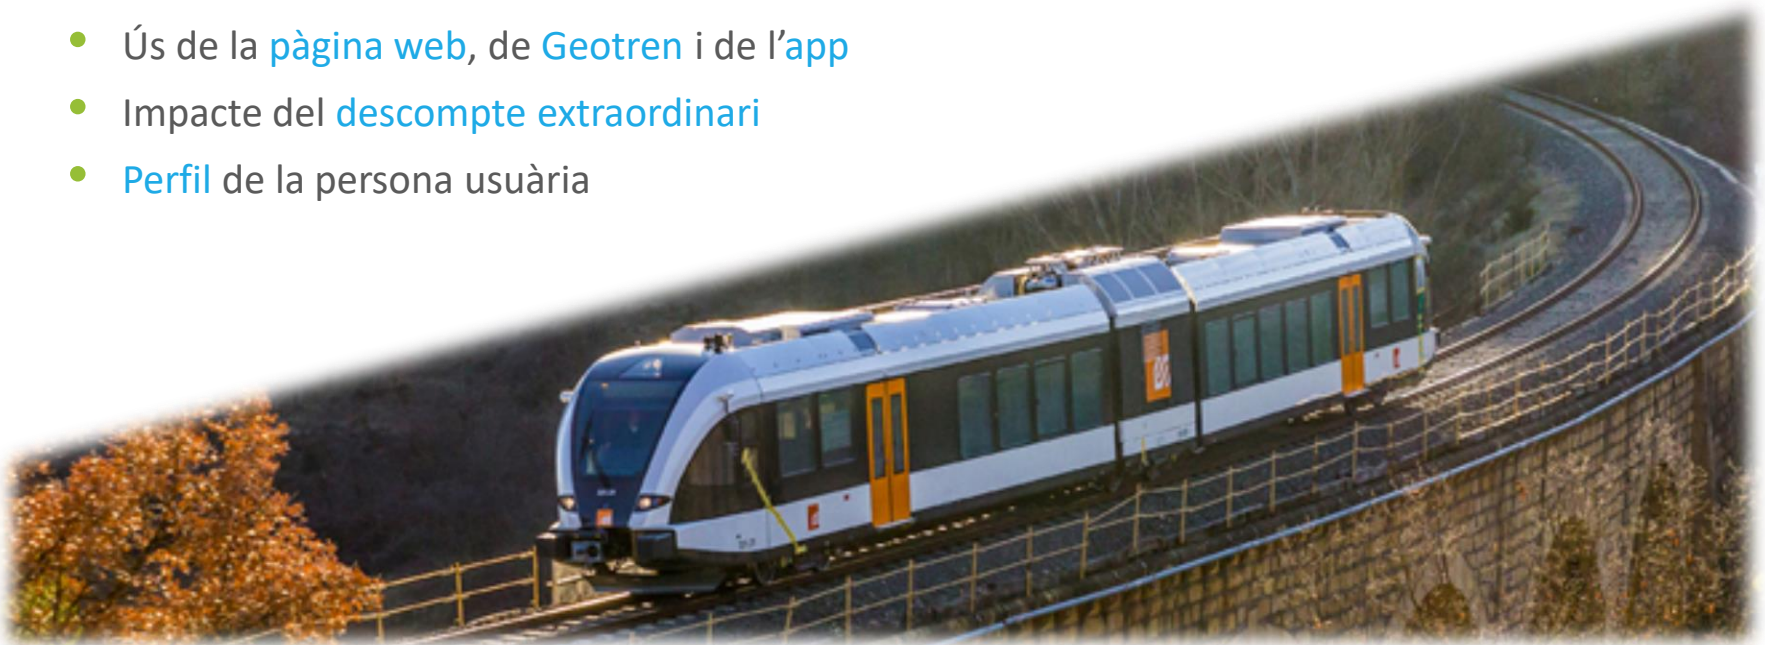 • Ús de la pàgina web, de Geotren i de l’app
• Impacte del descompte extraordinari
• Perfil de la persona usuària